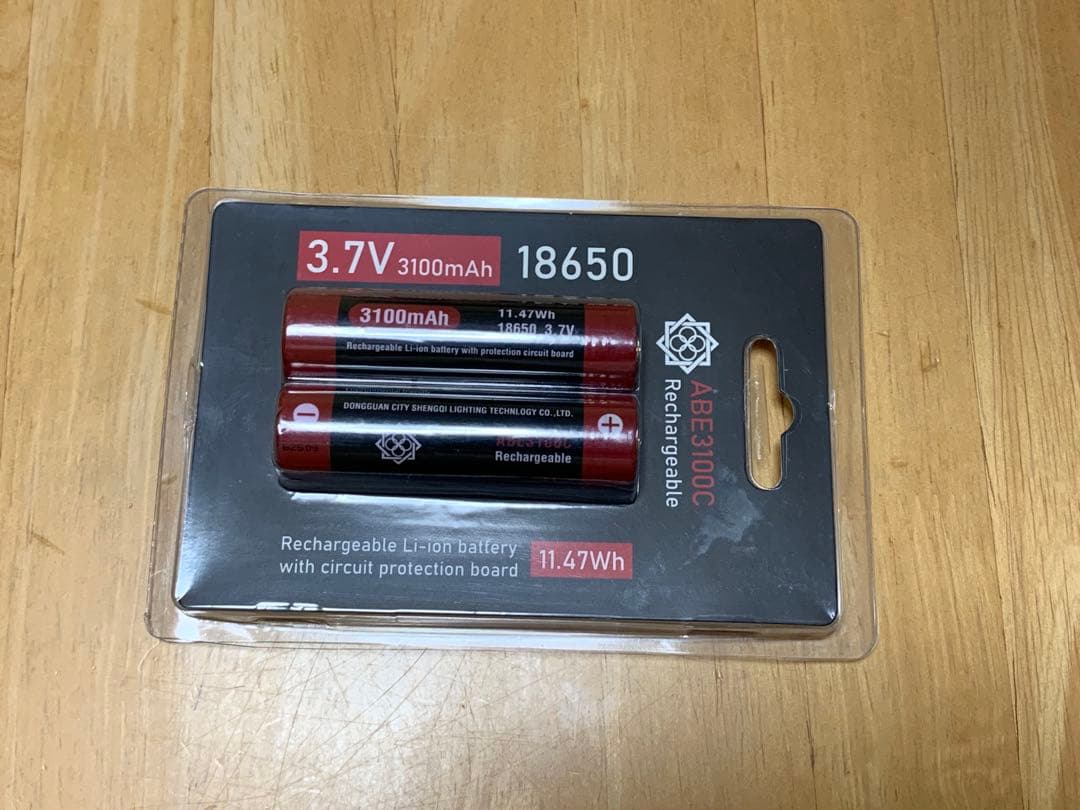 3.7V 3100mAh 18650
3100mAh
11.47Wh
18650 3.7V
Rechargeable Li-ion battery with protection circuit board
DONGGUAN CITY SHENGQI LIGHTING TECHNLOGY CO.,LTD.
ABE3100C
Rechargeable
ABE3100C
Rechargeable
Rechargeable Li-ion battery
with circuit protection board
11.47Wh